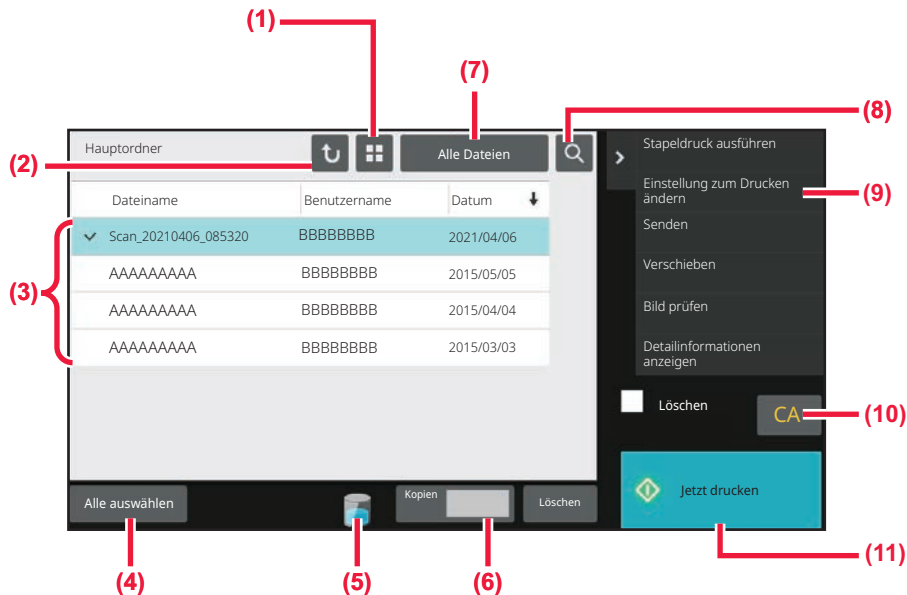 (1)
(7)
(8)
Hauptordner
Alle Dateien
Stapeldruck ausführen
(2)
Einstellung zum Drucken
ändern
(9)
Dateiname Benutzername Datum
Senden
Scan_20210406_085320 BBBBBBBB 2021/04/06
Verschieben
(3)
AAAAAAAAA BBBBBBBB 2015/05/05
AAAAAAAAA BBBBBBBB 2015/04/04
Bild prüfen
AAAAAAAAA BBBBBBBB 2015/03/03
Detailinformationen
anzeigen
Löschen
CA
(10)
Alle auswählen
Kopien
Löschen
Jetzt drucken
(11)
(4)
(5)
(6)